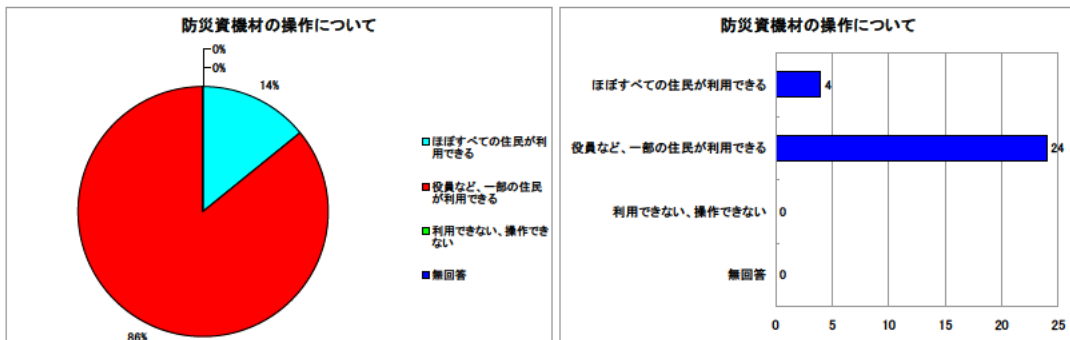 防災資機材の操作について
0%
0%
14%
86%
ほぼすべての住民が利
用できる
役員など、一部の住民
が利用できる
利用できない、操作でき
ない
無回答
防災資機材の操作について
ほぼすべての住民が利用できる
4
役員など、一部の住民が利用できる
24
利用できない、操作できない
0
無回答
0
0 5 10 15 20 25